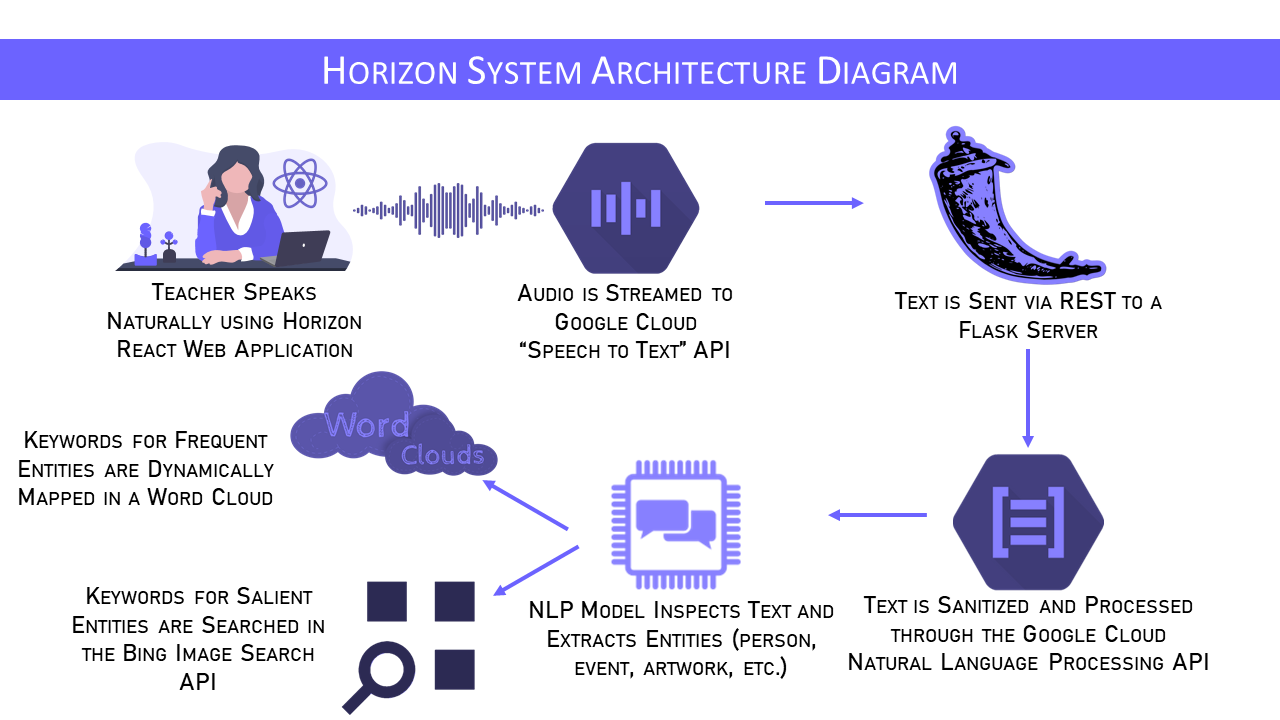 Horizon System Architecture Diagram
Teacher Speaks
Naturally using Horizon
React Web Application
Audio is Streamed to
Google Cloud
“Speech to Text” API
Text is Sent via REST to a
Flask Server
Text is Sanitized and Processed
through the Google Cloud
Natural Language Processing API
NLP Model Inspects Text and
Extracts Entities (person,
event, artwork, etc.)
Word
Clouds
Keywords for Frequent
Entities are Dynamically
Mapped in a Word Cloud
Keywords for Salient
Entities are Searched in
the Bing Image Search
API